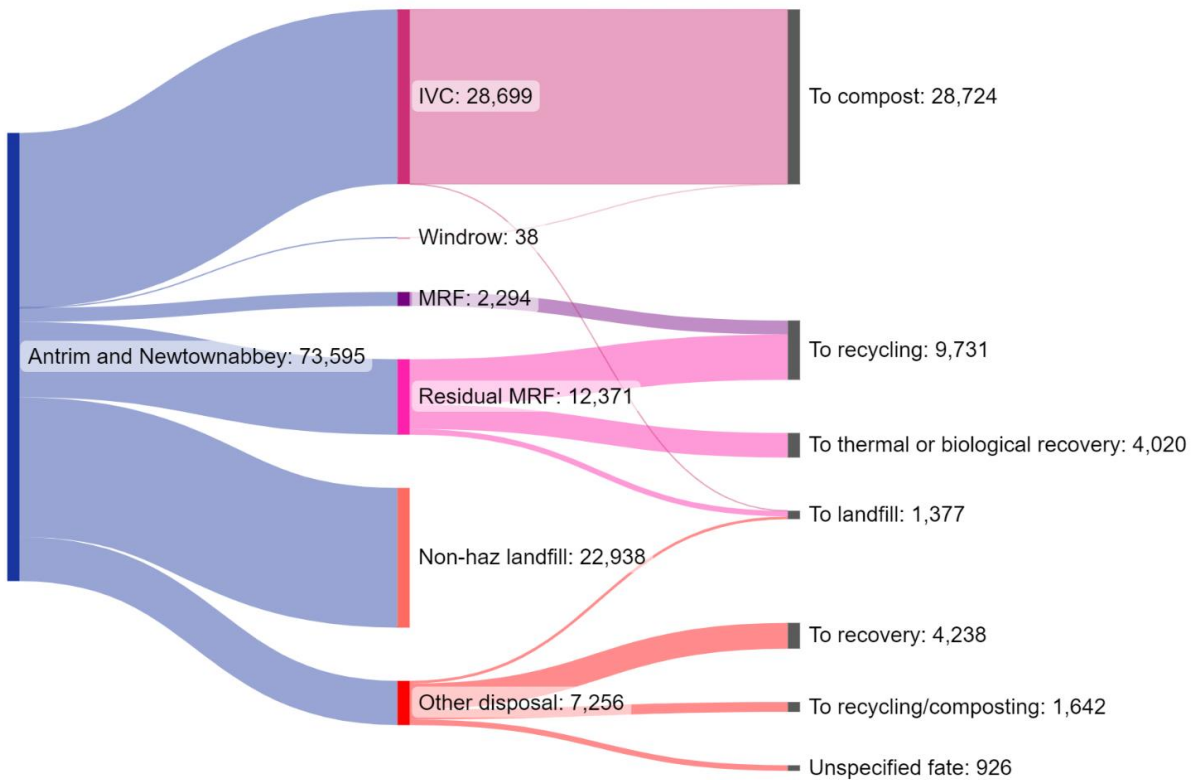 IVC: 28,699
To compost: 28,724
Windrow: 38
MRF: 2,294
Antrim and Newtownabbey: 73,595
To recycling: 9,731
Residual MRF: 12,371
To thermal or biological recovery: 4,020
To landfill: 1,377
Non-haz landfill: 22,938
To recovery: 4,238
Other disposal: 7,256
To recycling/composting: 1,642
Unspecified fate: 926